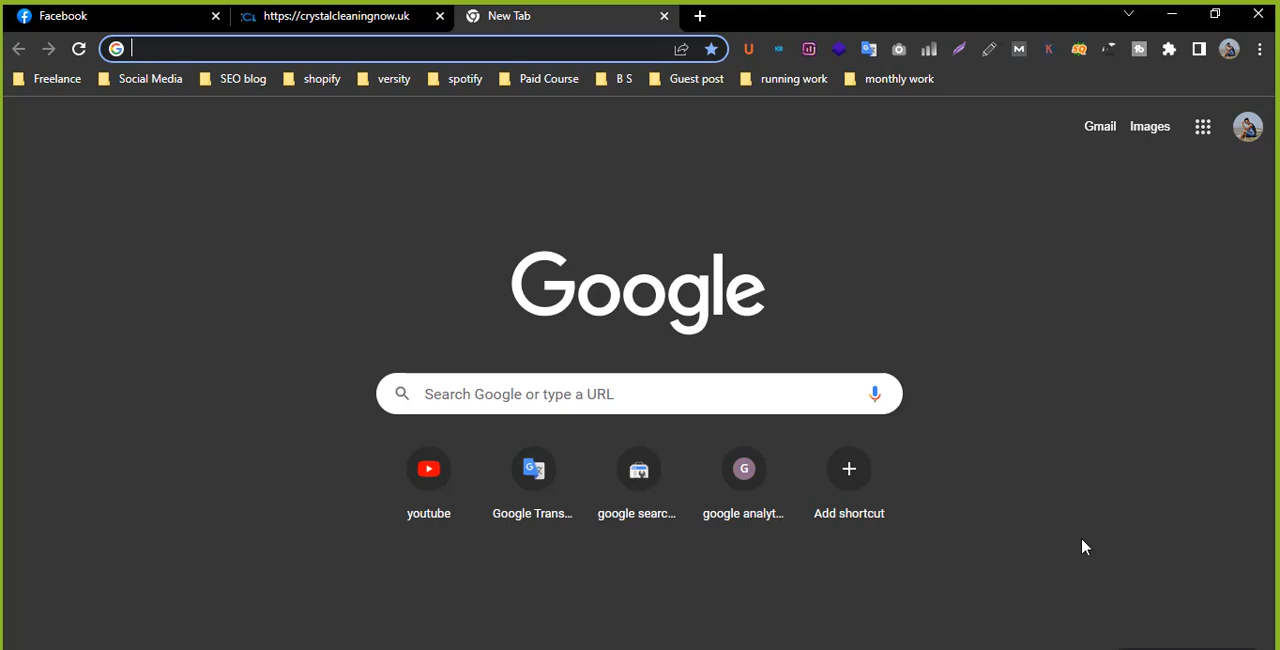 Facebook
https://crystalcleaningnow.uk
New Tab
Freelance
Social Media
SEO blog
shopify
versity
spotify
Paid Course
B S
Guest post
running work
monthly work
Gmail
Images
Google
Search Google or type a URL
youtube
Google Trans...
google searc...
google analyt...
Add shortcut